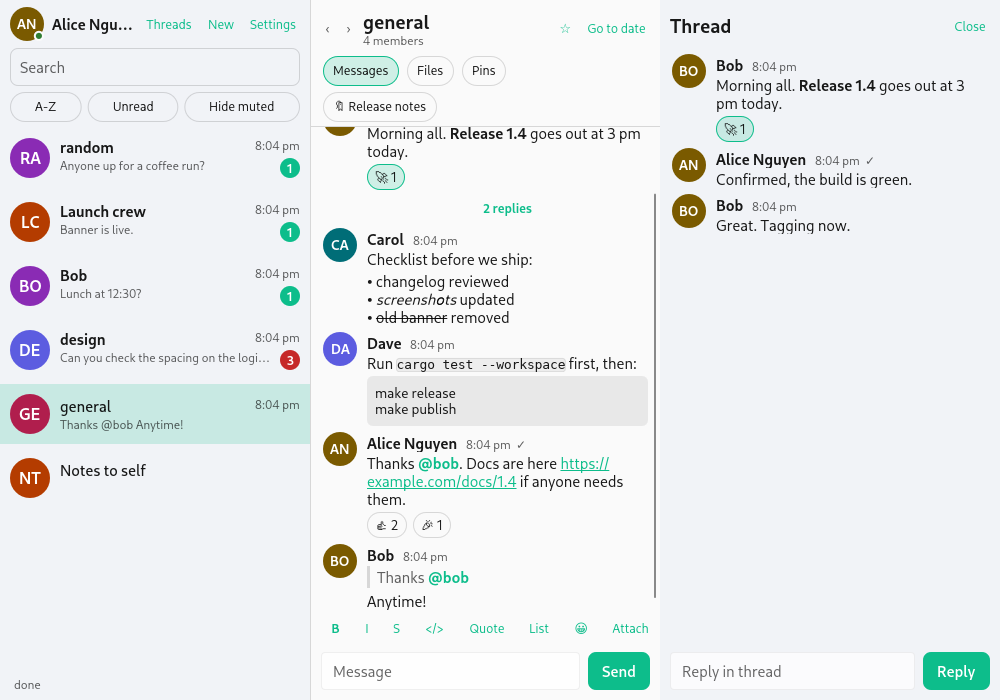 AN Alice Ngu... Threads New Settings
Search
A-Z Unread Hide muted
RA random 8:04 pm
Anyone up for a coffee run? 1
LC Launch crew 8:04 pm
Banner is live. 1
BO Bob 8:04 pm
Lunch at 12:30? 1
DE design 8:04 pm
Can you check the spacing on the logi... 3
GE general 8:04 pm
Thanks @bob Anytime!
NT Notes to self
done
‹ › general ☆ Go to date
4 members
Messages Files Pins
🔖 Release notes
Morning all. Release 1.4 goes out at 3 pm
today.
🚀 1
2 replies
CA Carol 8:04 pm
Checklist before we ship:
• changelog reviewed
• screenshots updated
• old banner removed
DA Dave 8:04 pm
Run cargo test --workspace first, then:
make release
make publish
AN Alice Nguyen 8:04 pm ✓
Thanks @bob. Docs are here https://
example.com/docs/1.4 if anyone needs
them.
👍 2 🎉 1
BO Bob 8:04 pm
Thanks @bob
Anytime!
B I S </> Quote List 😀 Attach
Message Send
Thread Close
BO Bob 8:04 pm
Morning all. Release 1.4 goes out at 3
pm today.
🚀 1
AN Alice Nguyen 8:04 pm ✓
Confirmed, the build is green.
BO Bob 8:04 pm
Great. Tagging now.
Reply in thread Reply